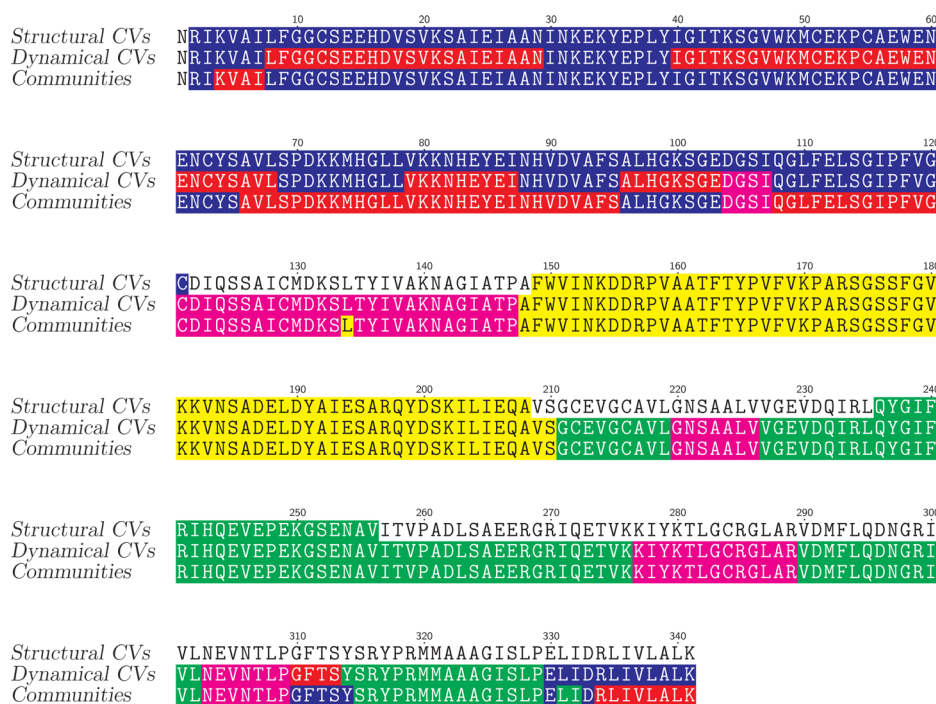 10 20 30 40 50 60
Structural CVs NRIKVAILFGGCSEEHDVSVKSAIEIAANINKEKYEPLYIGITKSGVWKMCEKPCAEWEN
Dynamical CVs NRIKVAILFGGCSEEHDVSVKSAIEIAANINKEKYEPLYIGITKSGVWKMCEKPCAEWEN
Communities NRIKVAILFGGCSEEHDVSVKSAIEIAANINKEKYEPLYIGITKSGVWKMCEKPCAEWEN
70 80 90 100 110 120
Structural CVs ENCYSAVLSPDKKMHGLLVKKNHEYEINHVDVAFSALHGKSGEDGSIQGLFELSGIPFVG
Dynamical CVs ENCYSAVLSPDKKMHGLLVKKNHEYEINHVDVAFSALHGKSGEDGSIQGLFELSGIPFVG
Communities ENCYSAVLSPDKKMHGLLVKKNHEYEINHVDVAFSALHGKSGEDGSIQGLFELSGIPFVG
130 140 150 160 170 180
Structural CVs CDIQSSAICMDKSLTYIVAKNAGIATPAFWVINKDDRPVAATFTYPVFVKPARSGSSFGV
Dynamical CVs CDIQSSAICMDKSLTYIVAKNAGIATPAFWVINKDDRPVAATFTYPVFVKPARSGSSFGV
Communities CDIQSSAICMDKSLTYIVAKNAGIATPAFWVINKDDRPVAATFTYPVFVKPARSGSSFGV
190 200 210 220 230 240
Structural CVs KKVNSADELDYAIESARQYDSKILIEQAVSGCEVGCAVLGNSAALVVGEVDQIRLQYGIF
Dynamical CVs KKVNSADELDYAIESARQYDSKILIEQAVSGCEVGCAVLGNSAALVVGEVDQIRLQYGIF
Communities KKVNSADELDYAIESARQYDSKILIEQAVSGCEVGCAVLGNSAALVVGEVDQIRLQYGIF
250 260 270 280 290 300
Structural CVs RIHQEVEPEKGSENAVITVPADLSAEERGRIQETVKKIYKTLGCRGLARVDMFLQDNGRI
Dynamical CVs RIHQEVEPEKGSENAVITVPADLSAEERGRIQETVKKIYKTLGCRGLARVDMFLQDNGRI
Communities RIHQEVEPEKGSENAVITVPADLSAEERGRIQETVKKIYKTLGCRGLARVDMFLQDNGRI
310 320 330 340
Structural CVs VLNEVNTLPGFTSYSRYPRMMAAAGISLPELIDRLIVLALK
Dynamical CVs VLNEVNTLPGFTSYSRYPRMMAAAGISLPELIDRLIVLALK
Communities VLNEVNTLPGFTSYSRYPRMMAAAGISLPELIDRLIVLALK